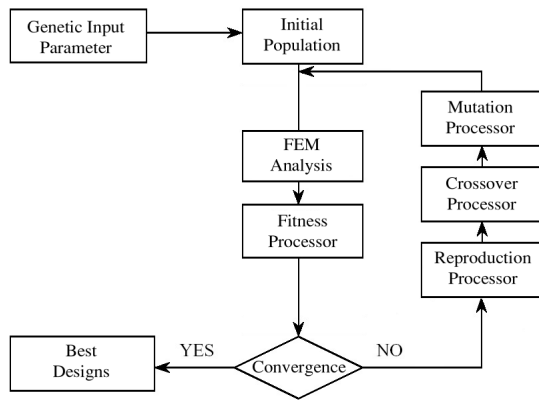 Genetic Input
Parameter
Initial
Population
Mutation
Processor
FEM
Analysis
Crossover
Processor
Fitness
Processor
Reproduction
Processor
Best
Designs
YES
Convergence
NO